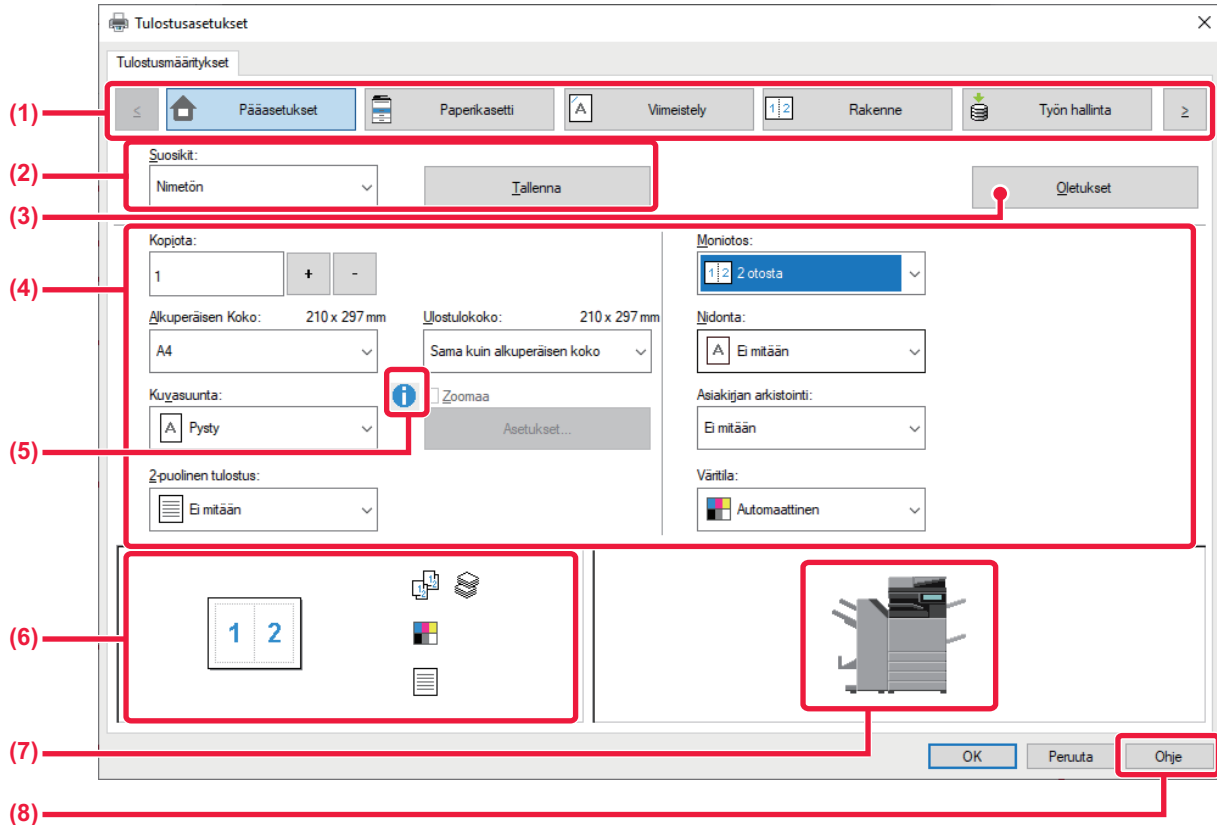 Tulostusasetukset
Tulostusmääritykset
(1)
≤ Pääasetukset Paperikasetti Viimeistely Rakenne Työn hallinta ≥
(2)
Suosikit:
Nimetön Tallenna Oletukset
(3)
(4)
Kopiota: Moniotos:
1 + - 2 otosta
Alkuperäisen Koko: 210 x 297 mm Ulostulokoko: 210 x 297 mm Nidonta:
A4 Sama kuin alkuperäisen koko Ei mitään
Kuvasuunta: Zoomaa Asiakirjan arkistointi:
Pysty Asetukset... Ei mitään
(5)
2-puolinen tulostus: Väritila:
Ei mitään Automaattinen
(6)
1 2
(7)
OK Peruuta Ohje
(8)